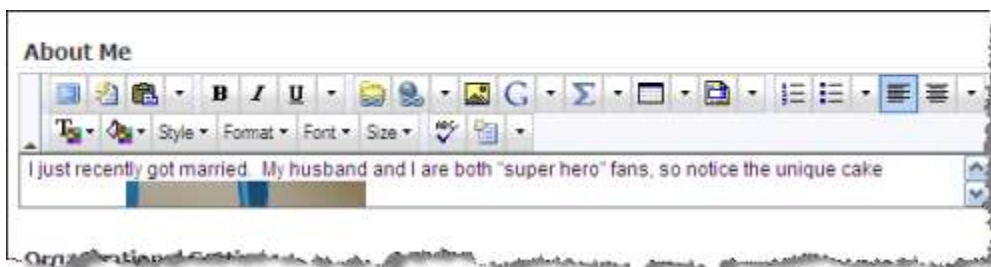 About Me
B I U
Style Format Font Size ABC
I just recently got married. My husband and I are both "super hero" fans, so notice the unique cake